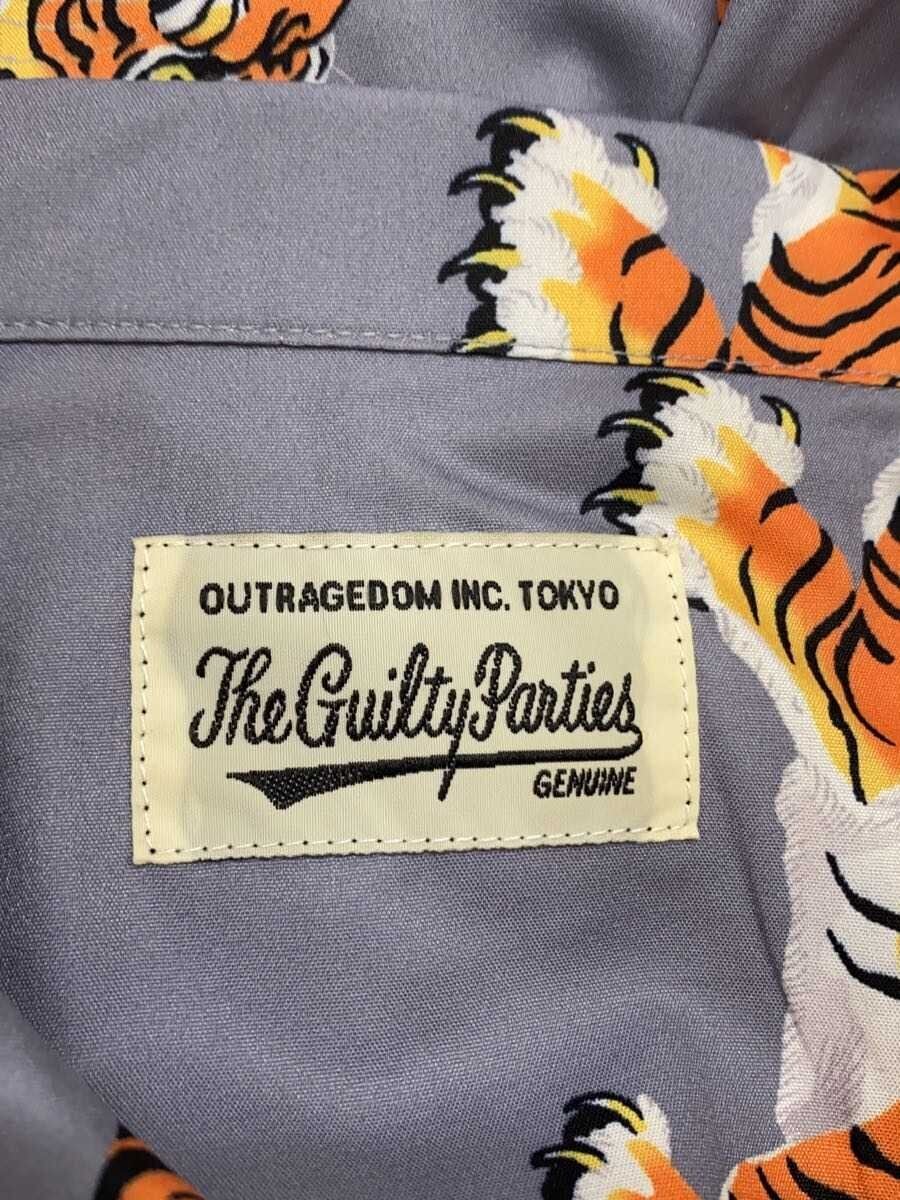 OUTRAGEDOM INC. TOKYO
The Guilty Parties
GENUINE